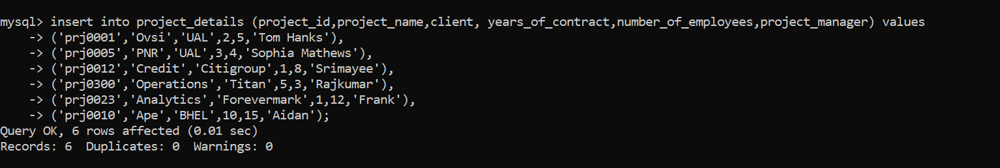 mysql> insert into project_details (project_id,project_name,client, years_of_contract,number_of_employees,project_manager) values
    -> ('prj0001','Ovsi','UAL',2,5,'Tom Hanks'),
    -> ('prj0005','PNR','UAL',3,4,'Sophia Mathews'),
    -> ('prj0012','Credit','Citigroup',1,8,'Srimayee'),
    -> ('prj0300','Operations','Titan',5,3,'Rajkumar'),
    -> ('prj0023','Analytics','Forevermark',1,12,'Frank'),
    -> ('prj0010','Ape','BHEL',10,15,'Aidan');
Query OK, 6 rows affected (0.01 sec)
Records: 6  Duplicates: 0  Warnings: 0